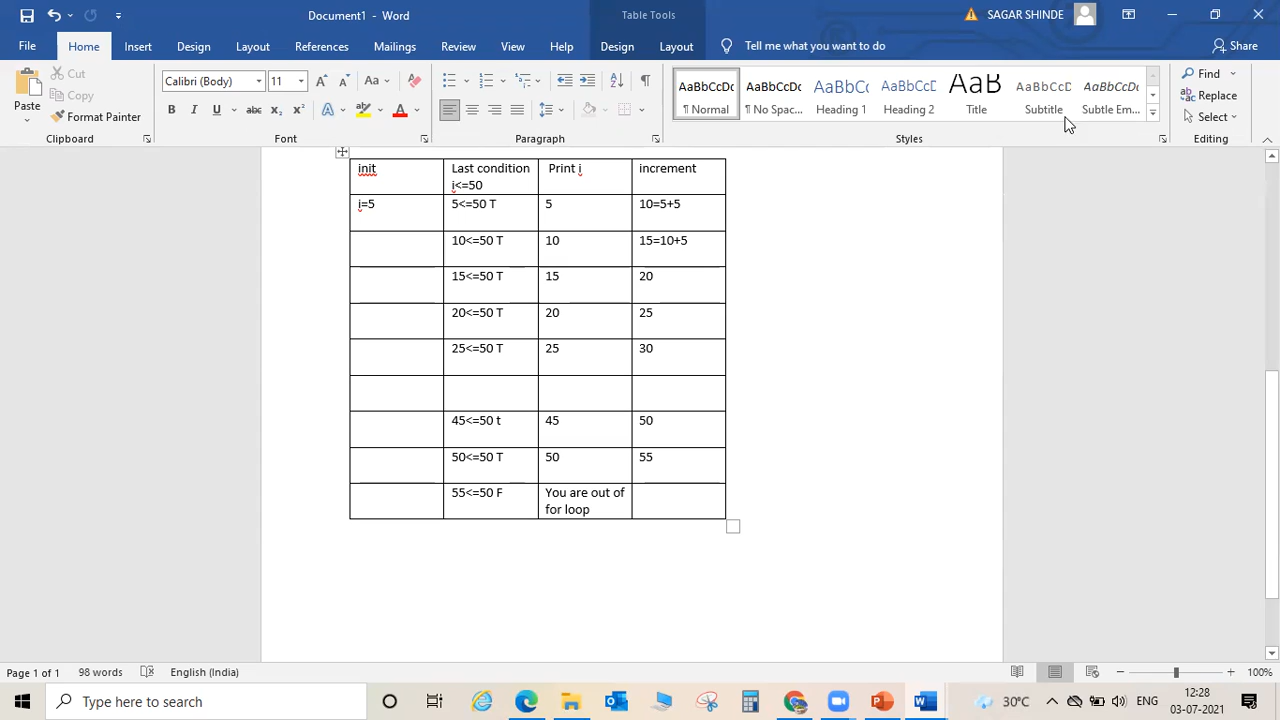 Document1 - Word
Table Tools
SAGAR SHINDE
File Home Insert Design Layout References Mailings Review View Help Design Layout Tell me what you want to do Share
Cut
Copy
Paste
Format Painter
Clipboard
Calibri (Body) 11
Font
Paragraph
AaBbCcDc AaBbCcDc AaBbC AaBbCcD AaB AaBbCcD AaBbCcDt
¶ Normal ¶ No Spac... Heading 1 Heading 2 Title Subtitle Subtle Em...
Styles
Find
Replace
Select
Editing
init Last condition Print i increment
i<=50
i=5 5<=50 T 5 10=5+5
10<=50 T 10 15=10+5
15<=50 T 15 20
20<=50 T 20 25
25<=50 T 25 30
45<=50 t 45 50
50<=50 T 50 55
55<=50 F You are out of
for loop
Page 1 of 1 98 words English (India) 100%
Type here to search
30°C ENG 12:28
03-07-2021